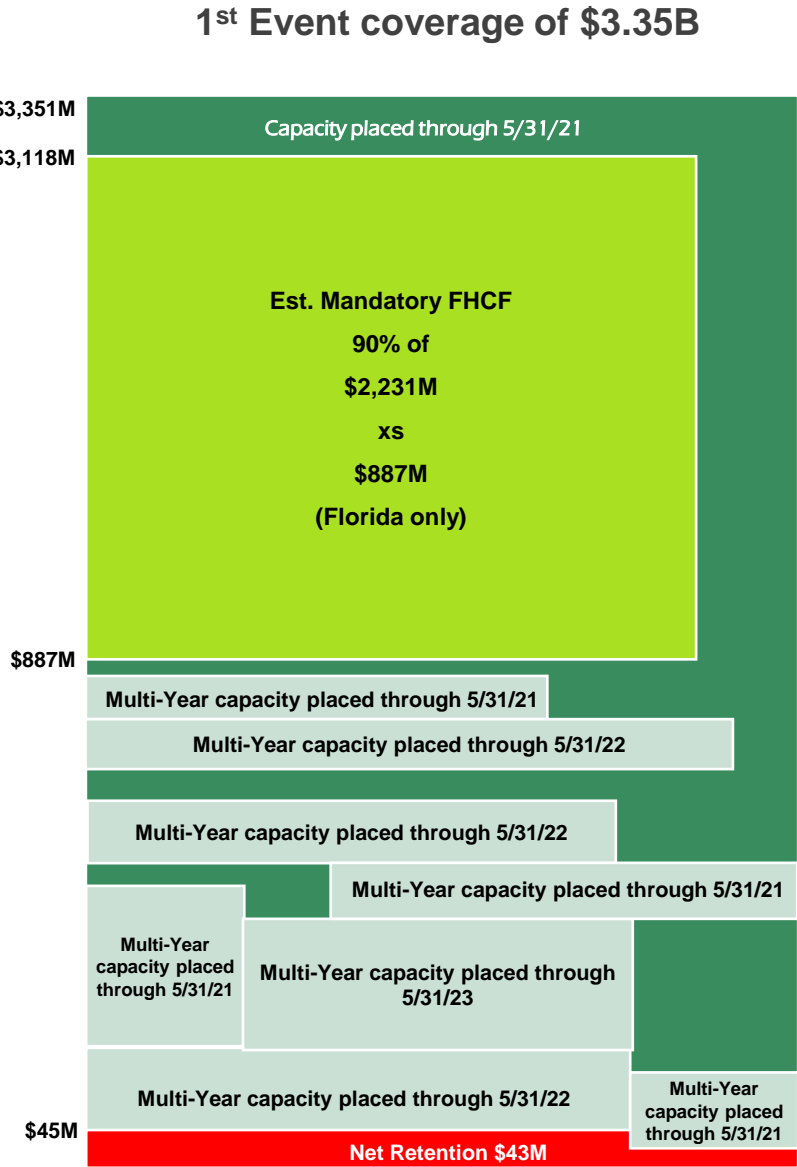 1st Event coverage of $3.35B
$3,351M
Capacity placed through 5/31/21
$3,118M
Est. Mandatory FHCF
90% of
$2,231M
xs
$887M
(Florida only)
$887M
Multi-Year capacity placed through 5/31/21
Multi-Year capacity placed through 5/31/22
Multi-Year capacity placed through 5/31/22
Multi-Year capacity placed through 5/31/21
Multi-Year
capacity placed
through 5/31/21
Multi-Year capacity placed through
5/31/23
Multi-Year capacity placed through 5/31/22
Multi-Year
capacity placed
through 5/31/21
$45M
Net Retention $43M